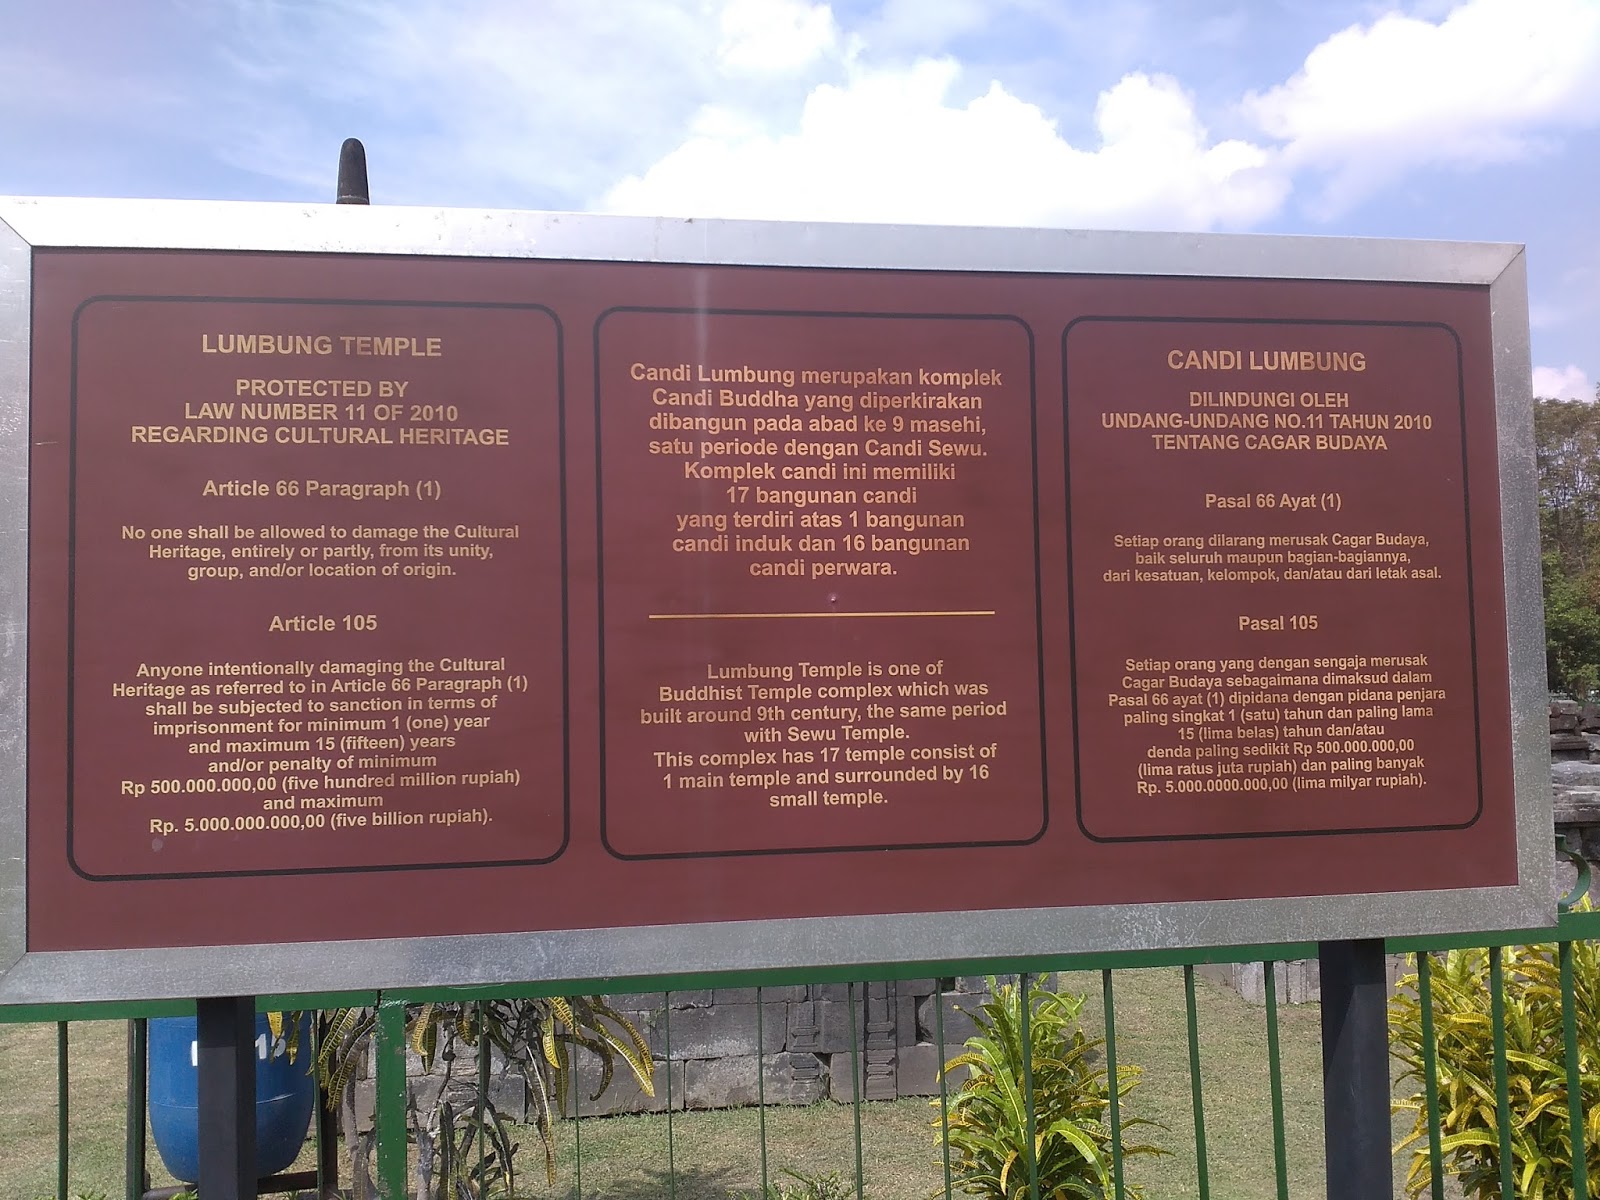 LUMBUNG TEMPLE
PROTECTED BY
LAW NUMBER 11 OF 2010
REGARDING CULTURAL HERITAGE
Article 66 Paragraph (1)
No one shall be allowed to damage the Cultural
Heritage, entirely or partly, from its unity,
group, and/or location of origin.
Article 105
Anyone intentionally damaging the Cultural
Heritage as referred to in Article 66 Paragraph (1)
shall be subjected to sanction in terms of
imprisonment for minimum 1 (one) year
and maximum 15 (fifteen) years
and/or penalty of minimum
Rp 500.000.000,00 (five hundred million rupiah)
and maximum
Rp. 5.000.000.000,00 (five billion rupiah).
Candi Lumbung merupakan komplek
Candi Buddha yang diperkirakan
dibangun pada abad ke 9 masehi,
satu periode dengan Candi Sewu.
Komplek candi ini memiliki
17 bangunan candi
yang terdiri atas 1 bangunan
candi induk dan 16 bangunan
candi perwara.
Lumbung Temple is one of
Buddhist Temple complex which was
built around 9th century, the same period
with Sewu Temple.
This complex has 17 temple consist of
1 main temple and surrounded by 16
small temple.
CANDI LUMBUNG
DILINDUNGI OLEH
UNDANG-UNDANG NO.11 TAHUN 2010
TENTANG CAGAR BUDAYA
Pasal 66 Ayat (1)
Setiap orang dilarang merusak Cagar Budaya,
baik seluruh maupun bagian-bagiannya,
dari kesatuan, kelompok, dan/atau dari letak asal.
Pasal 105
Setiap orang yang dengan sengaja merusak
Cagar Budaya sebagaimana dimaksud dalam
Pasal 66 ayat (1) dipidana dengan pidana penjara
paling singkat 1 (satu) tahun dan paling lama
15 (lima belas) tahun dan/atau
denda paling sedikit Rp 500.000.000,00
(lima ratus juta rupiah) dan paling banyak
Rp. 5.000.0000.000,00 (lima milyar rupiah).